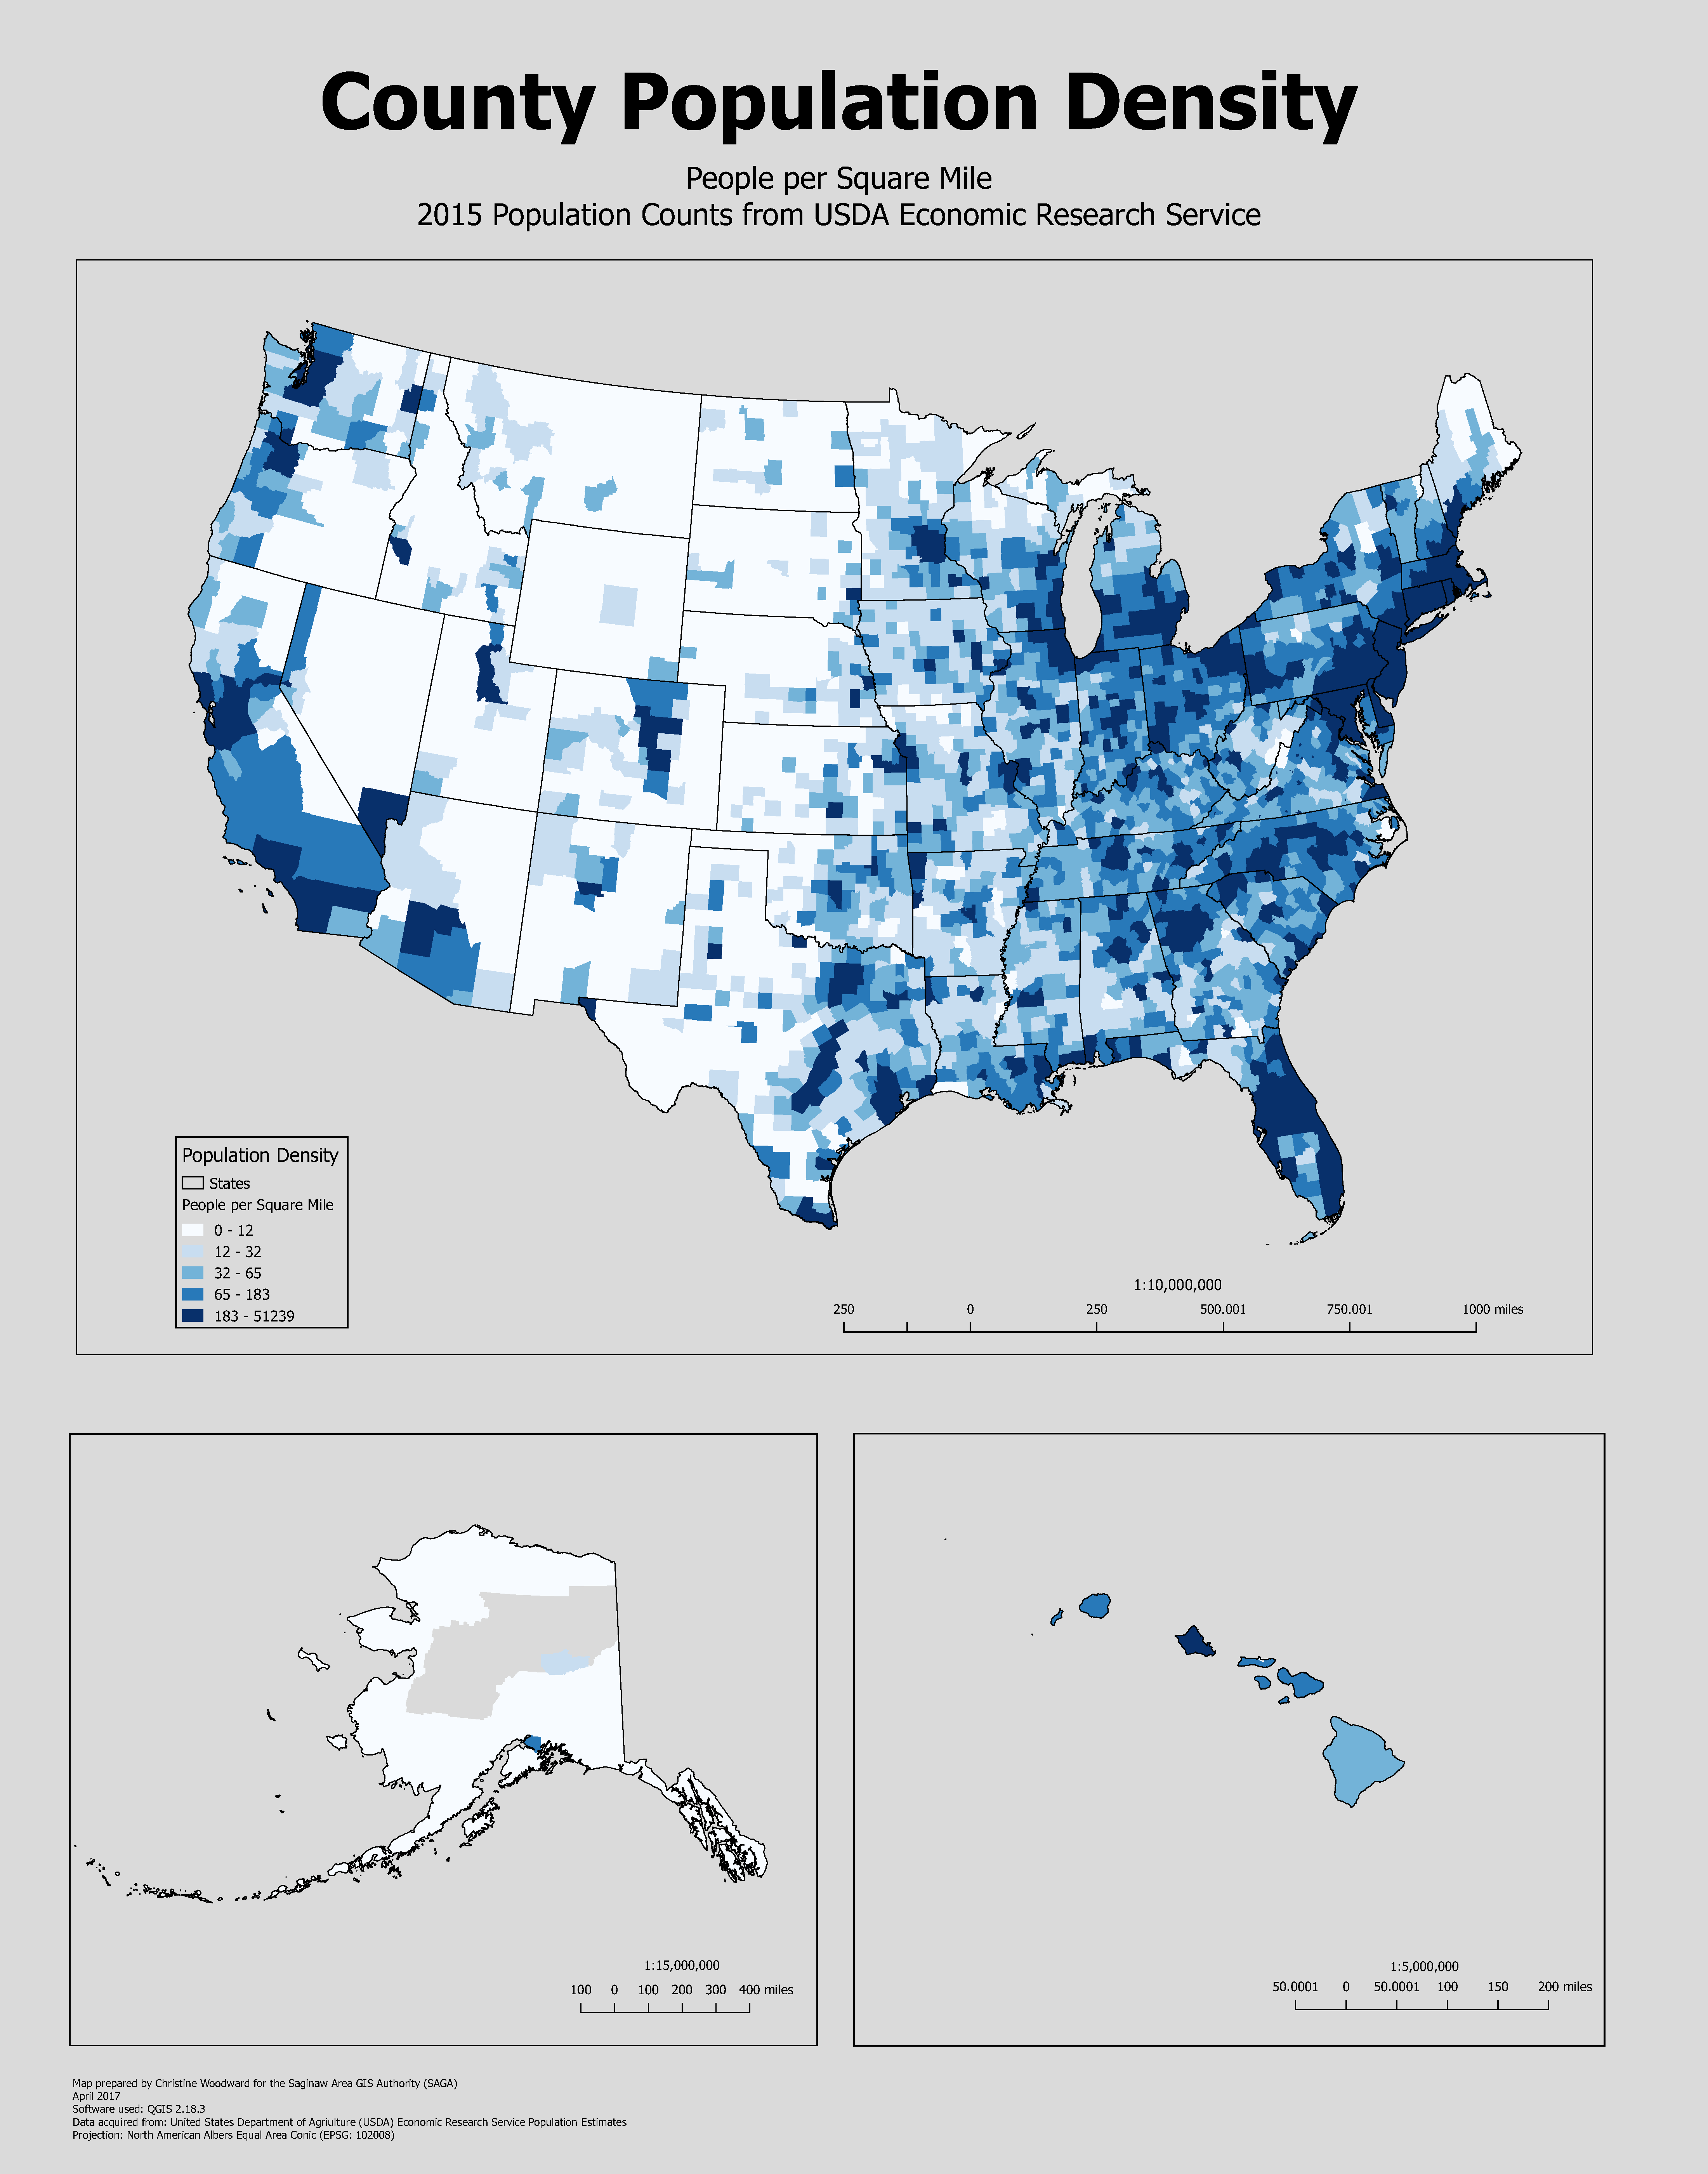 County Population Density
People per Square Mile
2015 Population Counts from USDA Economic Research Service
Population Density
States
People per Square Mile
0 - 12
12 - 32
32 - 65
65 - 183
183 - 51239
1:10,000,000
250 0 250 500.001 750.001 1000 miles
1:15,000,000
100 0 100 200 300 400 miles
1:5,000,000
50.0001 0 50.0001 100 150 200 miles
Map prepared by Christine Woodward for the Saginaw Area GIS Authority (SAGA)
April 2017
Software used: QGIS 2.18.3
Data acquired from: United States Department of Agriulture (USDA) Economic Research Service Population Estimates
Projection: North American Albers Equal Area Conic (EPSG: 102008)